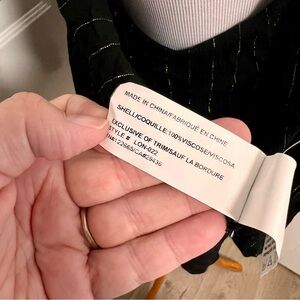 MADE IN CHINA/FABRIQUÉ EN CHINE
SHELL/COQUILLE:100%VISCOSE/VISCOSA
EXCLUSIVE OF TRIM/SAUF LA BORDURE
STYLE # LON-022